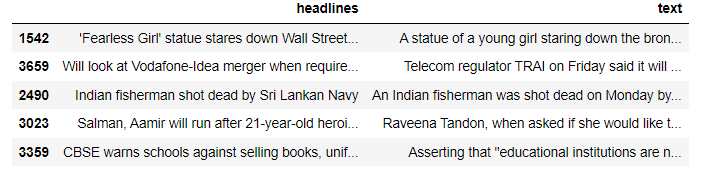 headlines text
1542 'Fearless Girl' statue stares down Wall Street... A statue of a young girl staring down the bron...
3659 Will look at Vodafone-Idea merger when require... Telecom regulator TRAI on Friday said it will ...
2490 Indian fisherman shot dead by Sri Lankan Navy An Indian fisherman was shot dead on Monday by...
3023 Salman, Aamir will run after 21-year-old heroi... Raveena Tandon, when asked if she would like t...
3359 CBSE warns schools against selling books, unif... Asserting that "educational institutions are n...